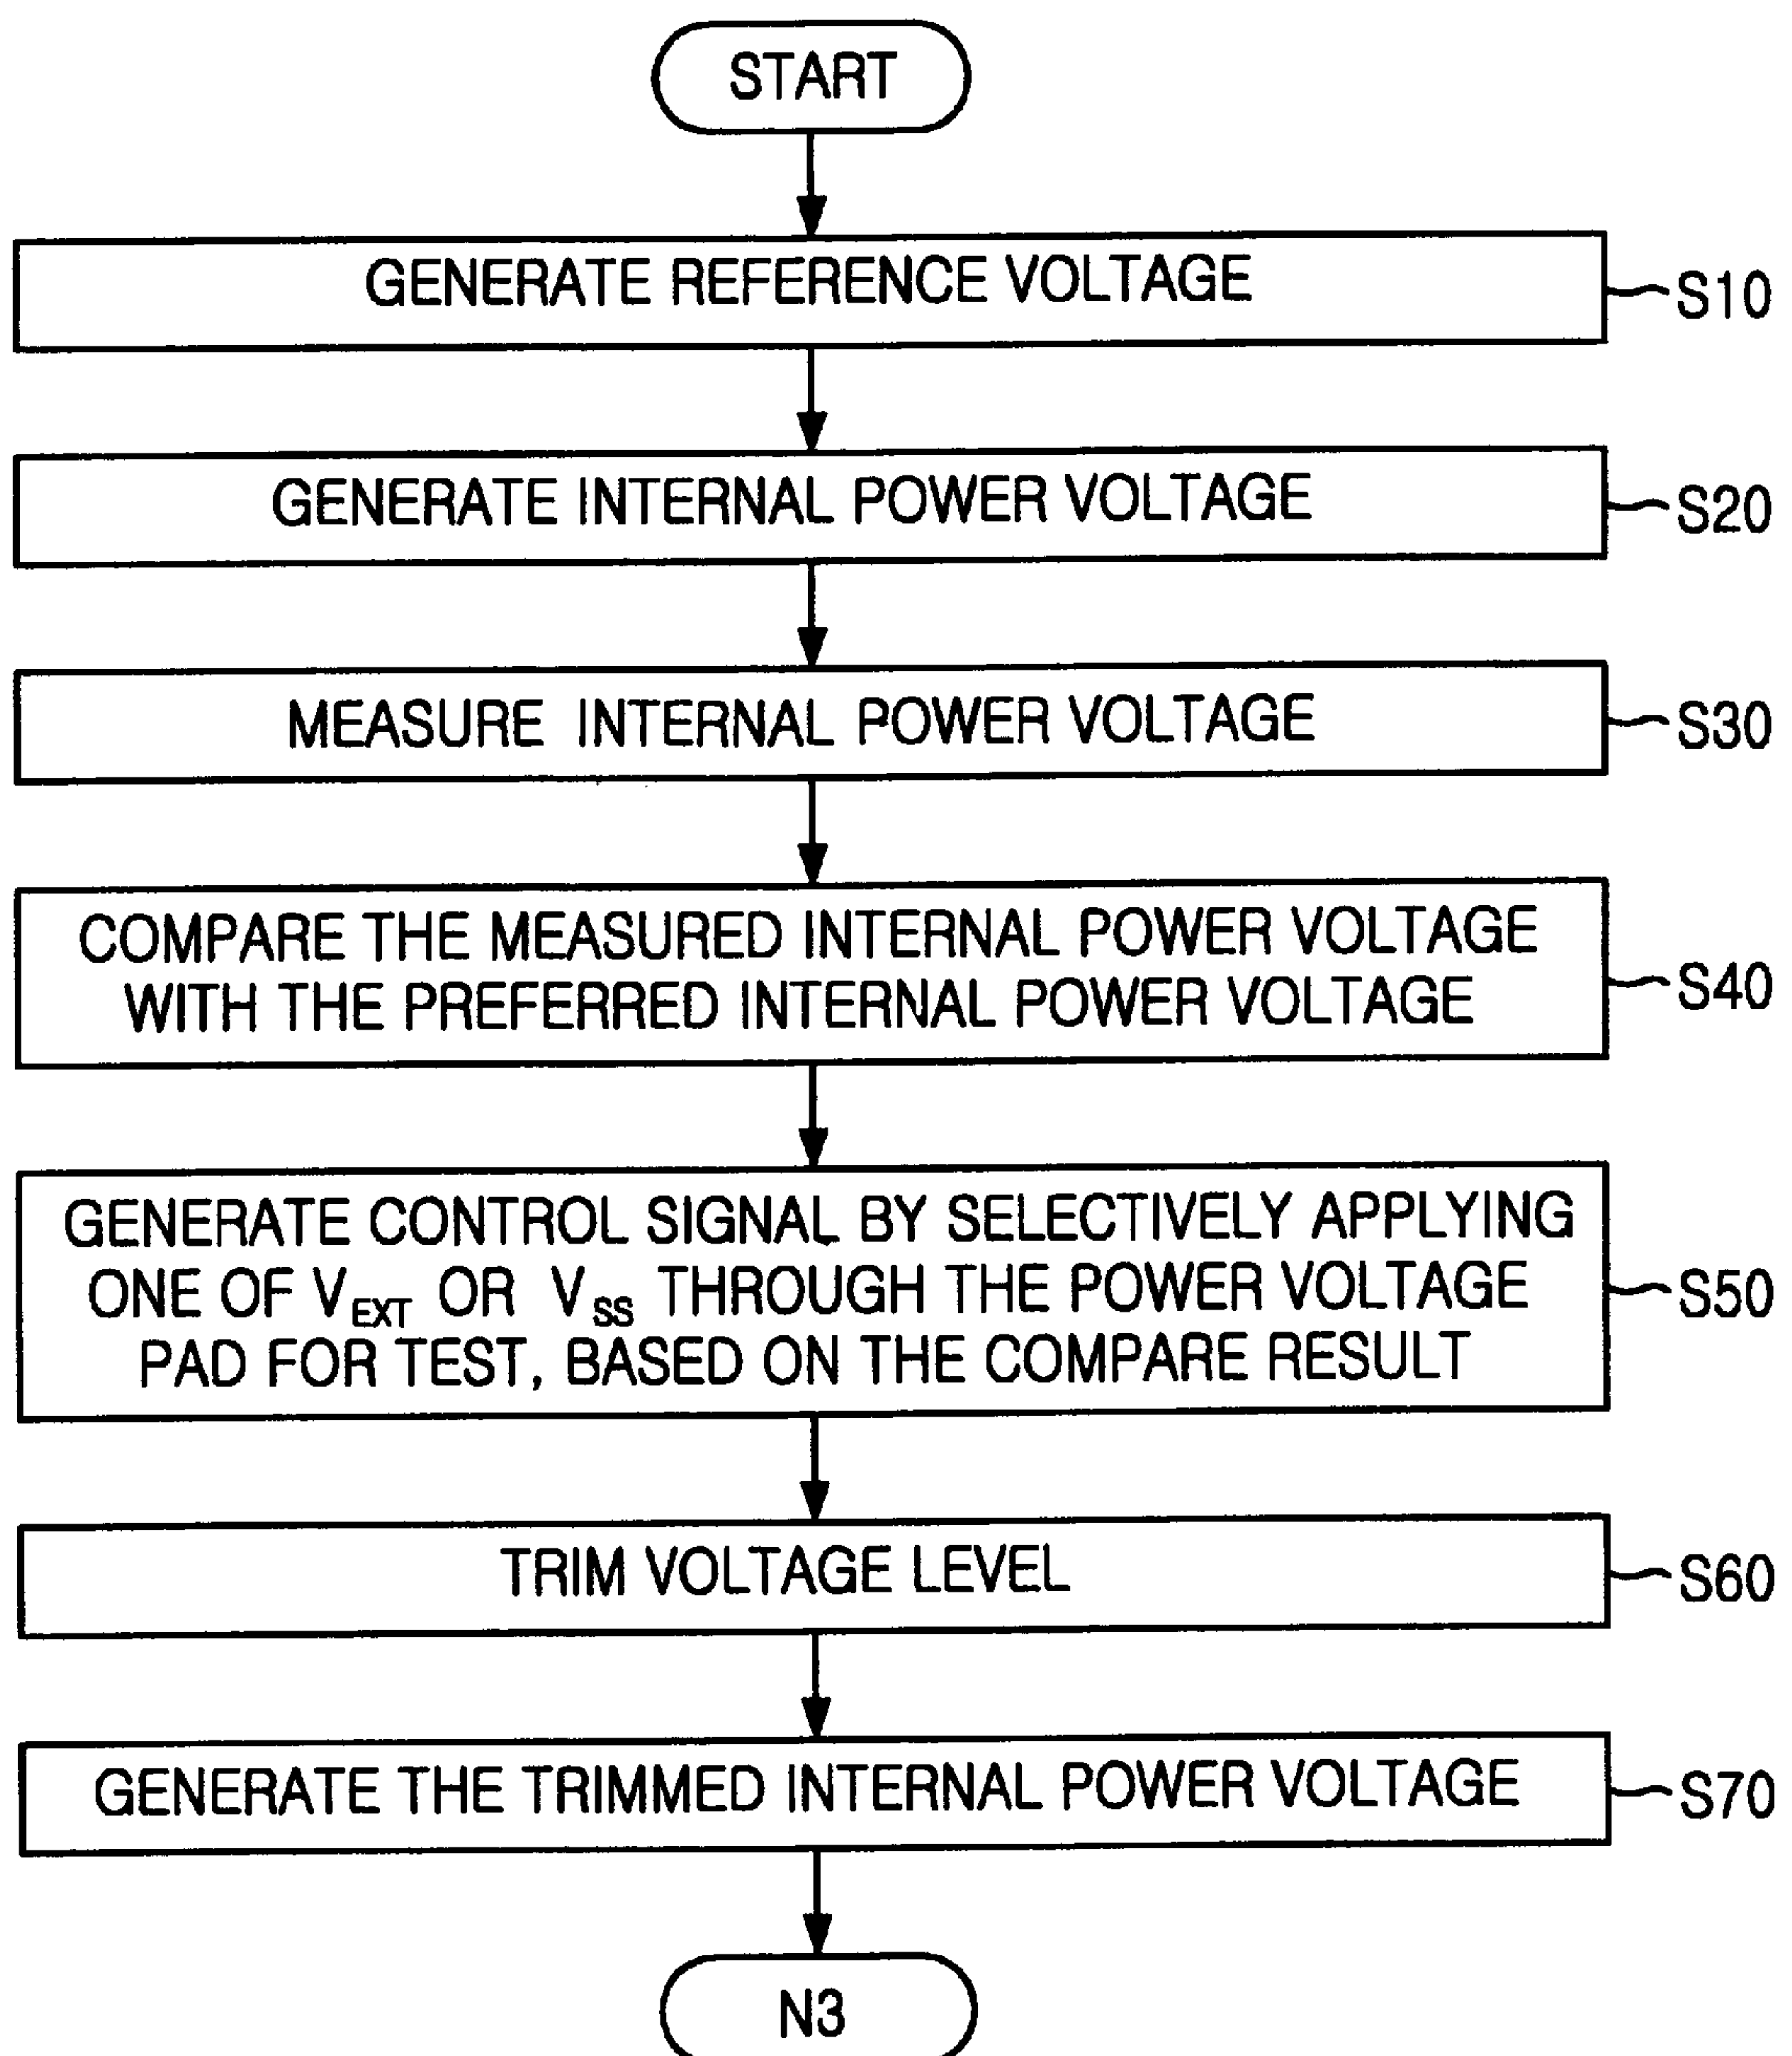 START
GENERATE REFERENCE VOLTAGE
S10
GENERATE INTERNAL POWER VOLTAGE
S20
MEASURE INTERNAL POWER VOLTAGE
S30
COMPARE THE MEASURED INTERNAL POWER VOLTAGE
WITH THE PREFERRED INTERNAL POWER VOLTAGE
S40
GENERATE CONTROL SIGNAL BY SELECTIVELY APPLYING
ONE OF VEXT OR VSS THROUGH THE POWER VOLTAGE
PAD FOR TEST, BASED ON THE COMPARE RESULT
S50
TRIM VOLTAGE LEVEL
S60
GENERATE THE TRIMMED INTERNAL POWER VOLTAGE
S70
N3